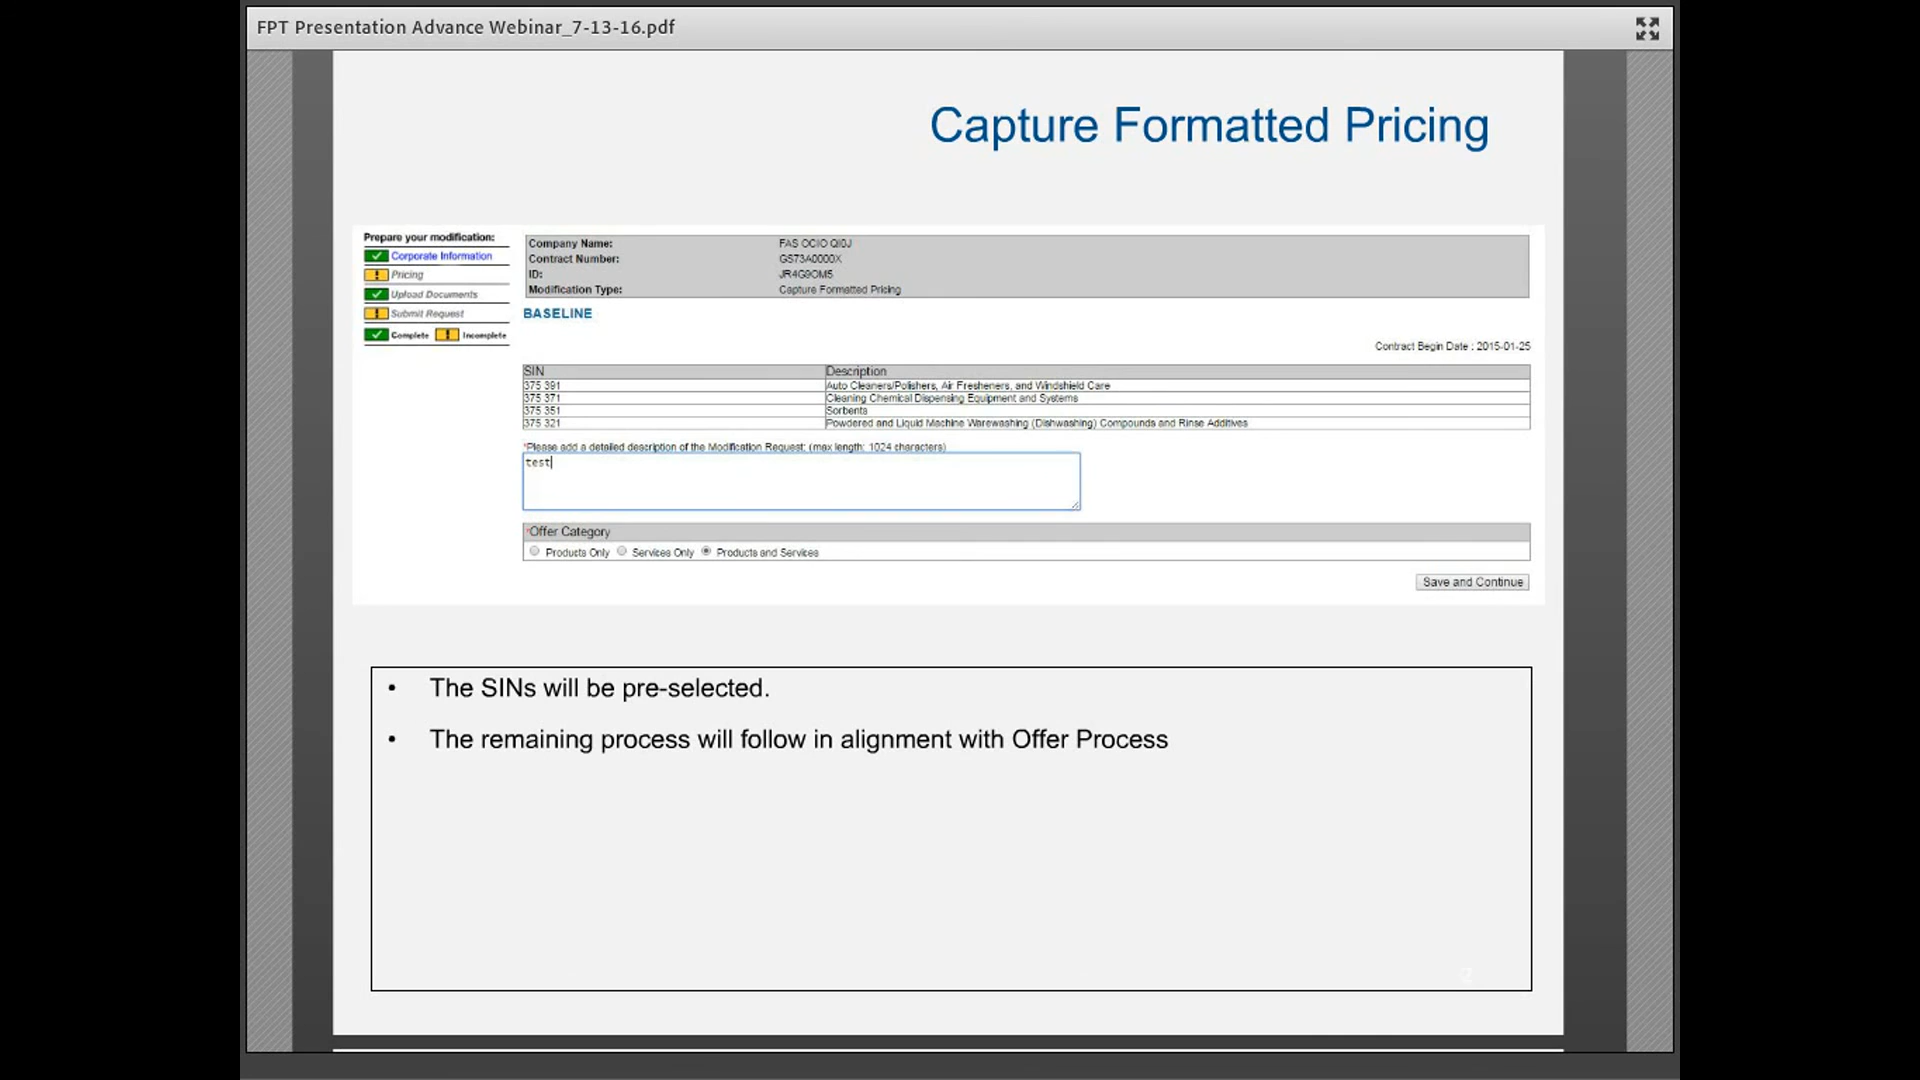 FPT Presentation Advance Webinar_7-13-16.pdf
Capture Formatted Pricing
Prepare your modification:
Corporate Information
Pricing
Upload Documents
Submit Request
Complete Incomplete
Company Name: FAS OCIO QI0J
Contract Number: GS73A0000X
ID: JR4G9OM5
Modification Type: Capture Formatted Pricing
BASELINE
Contract Begin Date : 2015-01-25
SIN Description
375 391 Auto Cleaners/Polishers, Air Fresheners, and Windshield Care
375 371 Cleaning Chemical Dispensing Equipment and Systems
375 351 Sorbents
375 321 Powdered and Liquid Machine Warewashing (Dishwashing) Compounds and Rinse Additives
*Please add a detailed description of the Modification Request: (max length: 1024 characters)
test
*Offer Category
Products Only Services Only Products and Services
Save and Continue
• The SINs will be pre-selected.
• The remaining process will follow in alignment with Offer Process
2